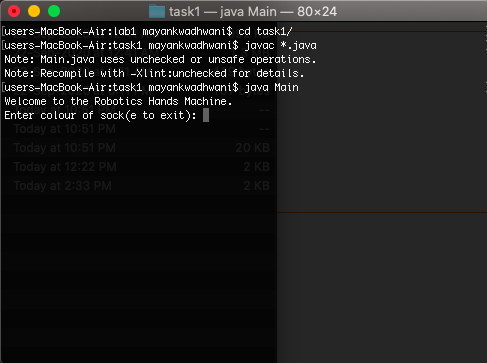 task1 — java Main — 80×24
[users-MacBook-Air:lab1 mayankwadhwani$ cd task1/
[users-MacBook-Air:task1 mayankwadhwani$ javac *.java
Note: Main.java uses unchecked or unsafe operations.
Note: Recompile with -Xlint:unchecked for details.
[users-MacBook-Air:task1 mayankwadhwani$ java Main
Welcome to the Robotics Hands Machine.
Enter colour of sock(e to exit):
Today at 10:51 PM --
Today at 10:51 PM 20 KB
Today at 12:22 PM 2 KB
Today at 2:33 PM 2 KB